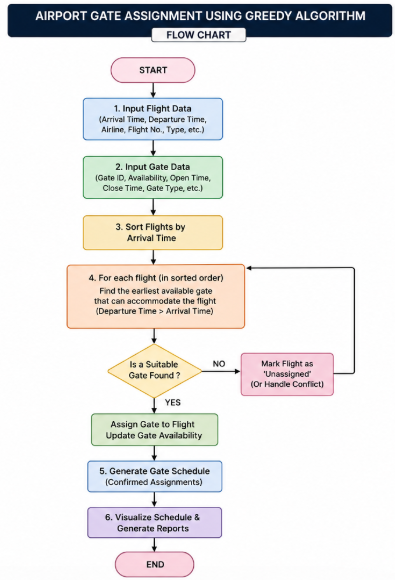 AIRPORT GATE ASSIGNMENT USING GREEDY ALGORITHM
FLOW CHART
START
1. Input Flight Data
(Arrival Time, Departure Time,
Airline, Flight No., Type, etc.)
2. Input Gate Data
(Gate ID, Availability, Open Time,
Close Time, Gate Type, etc.)
3. Sort Flights by
Arrival Time
4. For each flight (in sorted order)
Find the earliest available gate
that can accommodate the flight
(Departure Time > Arrival Time)
Is a Suitable
Gate Found ?
NO
Mark Flight as
'Unassigned'
(Or Handle Conflict)
YES
Assign Gate to Flight
Update Gate Availability
5. Generate Gate Schedule
(Confirmed Assignments)
6. Visualize Schedule &
Generate Reports
END